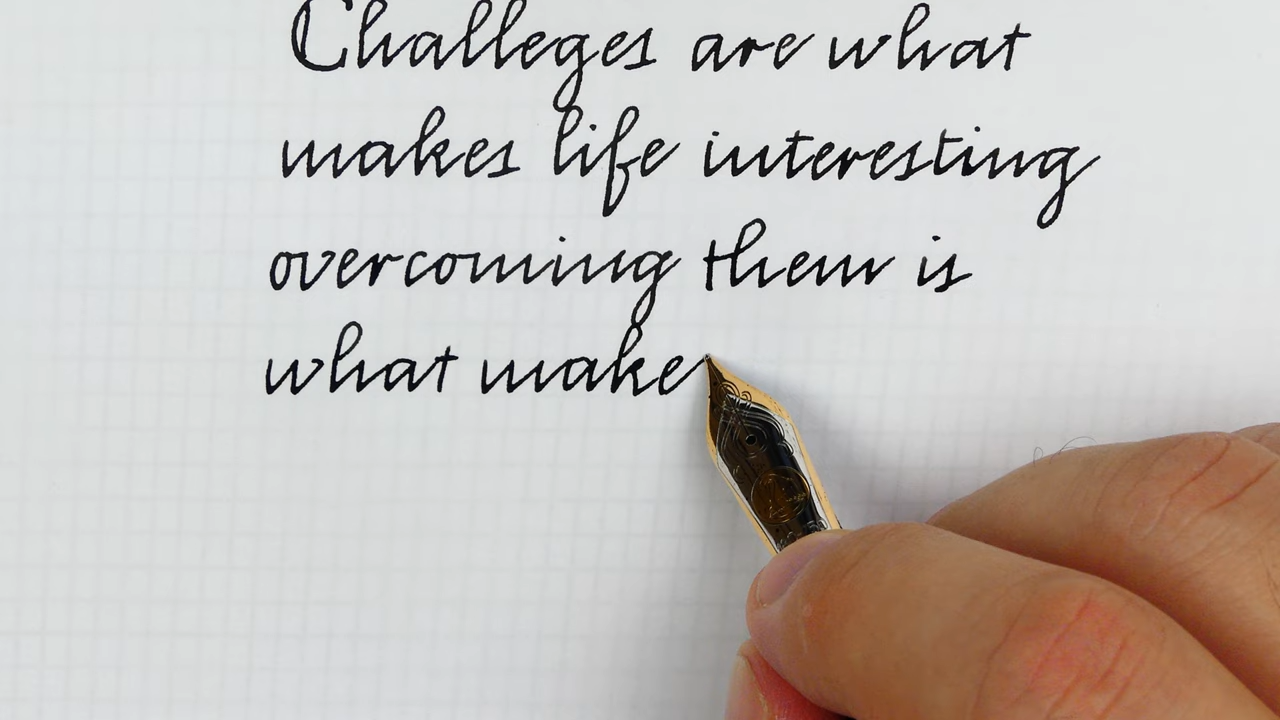 Challeges are what
makes life interesting
overcoming them is
what make